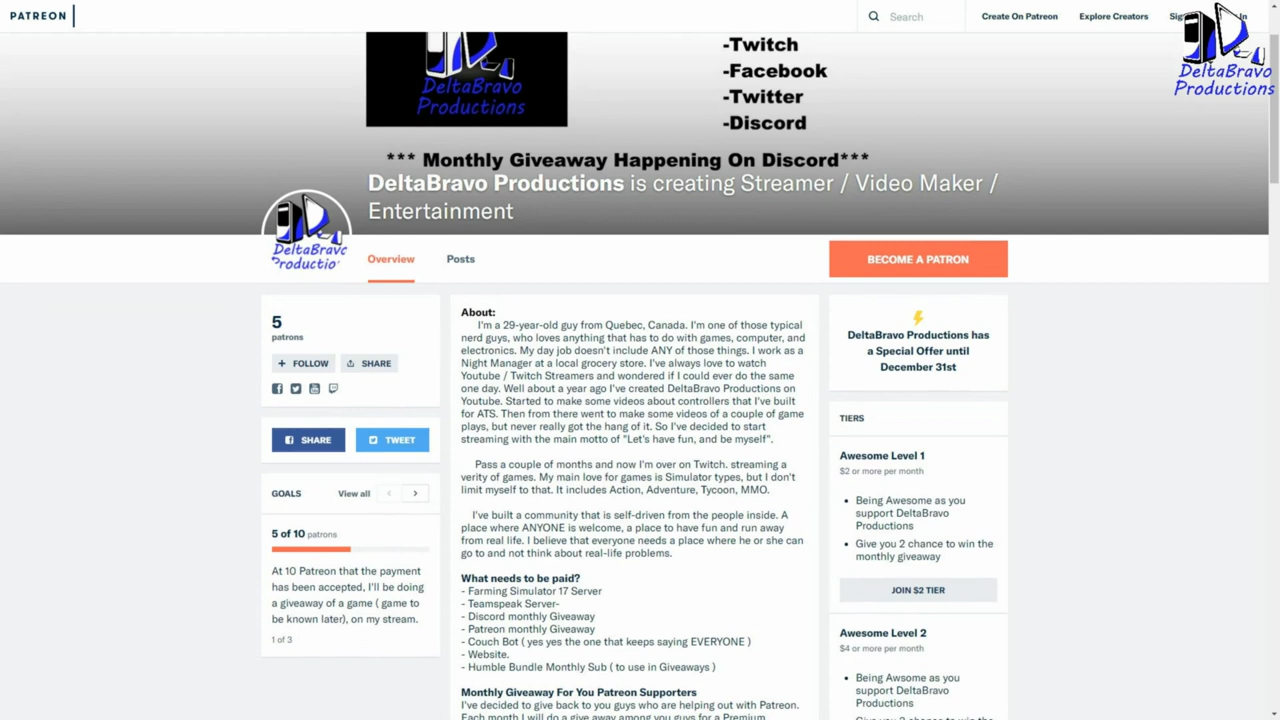 PATREON
Search
Create On Patreon
Explore Creators
In
DeltaBravo
Productions
DeltaBravo
Productions
-Twitch
-Facebook
-Twitter
-Discord
*** Monthly Giveaway Happening On Discord***
DeltaBravo Productions is creating Streamer / Video Maker /
Entertainment
Overview
Posts
BECOME A PATRON
5
patrons
FOLLOW
SHARE
SHARE
TWEET
GOALS
View all
5 of 10 patrons
At 10 Patreon that the payment
has been accepted, I'll be doing
a giveaway of a game ( game to
be known later), on my stream.
1 of 3
About:
I'm a 29-year-old guy from Quebec, Canada. I'm one of those typical
nerd guys, who loves anything that has to do with games, computer, and
electronics. My day job doesn't include ANY of those things. I work as a
Night Manager at a local grocery store. I've always love to watch
Youtube / Twitch Streamers and wondered if I could ever do the same
one day. Well about a year ago I've created DeltaBravo Productions on
Youtube. Started to make some videos about controllers that I've built
for ATS. Then from there went to make some videos of a couple of game
plays, but never really got the hang of it. So I've decided to start
streaming with the main motto of "Let's have fun, and be myself".
Pass a couple of months and now I'm over on Twitch. streaming a
verity of games. My main love for games is Simulator types, but I don't
limit myself to that. It includes Action, Adventure, Tycoon, MMO.
I've built a community that is self-driven from the people inside. A
place where ANYONE is welcome, a place to have fun and run away
from real life. I believe that everyone needs a place where he or she can
go to and not think about real-life problems.
What needs to be paid?
- Farming Simulator 17 Server
- Teamspeak Server-
- Discord monthly Giveaway
- Patreon monthly Giveaway
- Couch Bot ( yes yes the one that keeps saying EVERYONE )
- Website.
- Humble Bundle Monthly Sub ( to use in Giveaways )
Monthly Giveaway For You Patreon Supporters
I've decided to give back to you guys who are helping out with Patreon.
Each month I will do a give away among you guys for a Premium
DeltaBravo Productions has
a Special Offer until
December 31st
TIERS
Awesome Level 1
$2 or more per month
• Being Awesome as you
support DeltaBravo
Productions
• Give you 2 chance to win the
monthly giveaway
JOIN $2 TIER
Awesome Level 2
$4 or more per month
• Being Awsome as you
support DeltaBravo
Productions